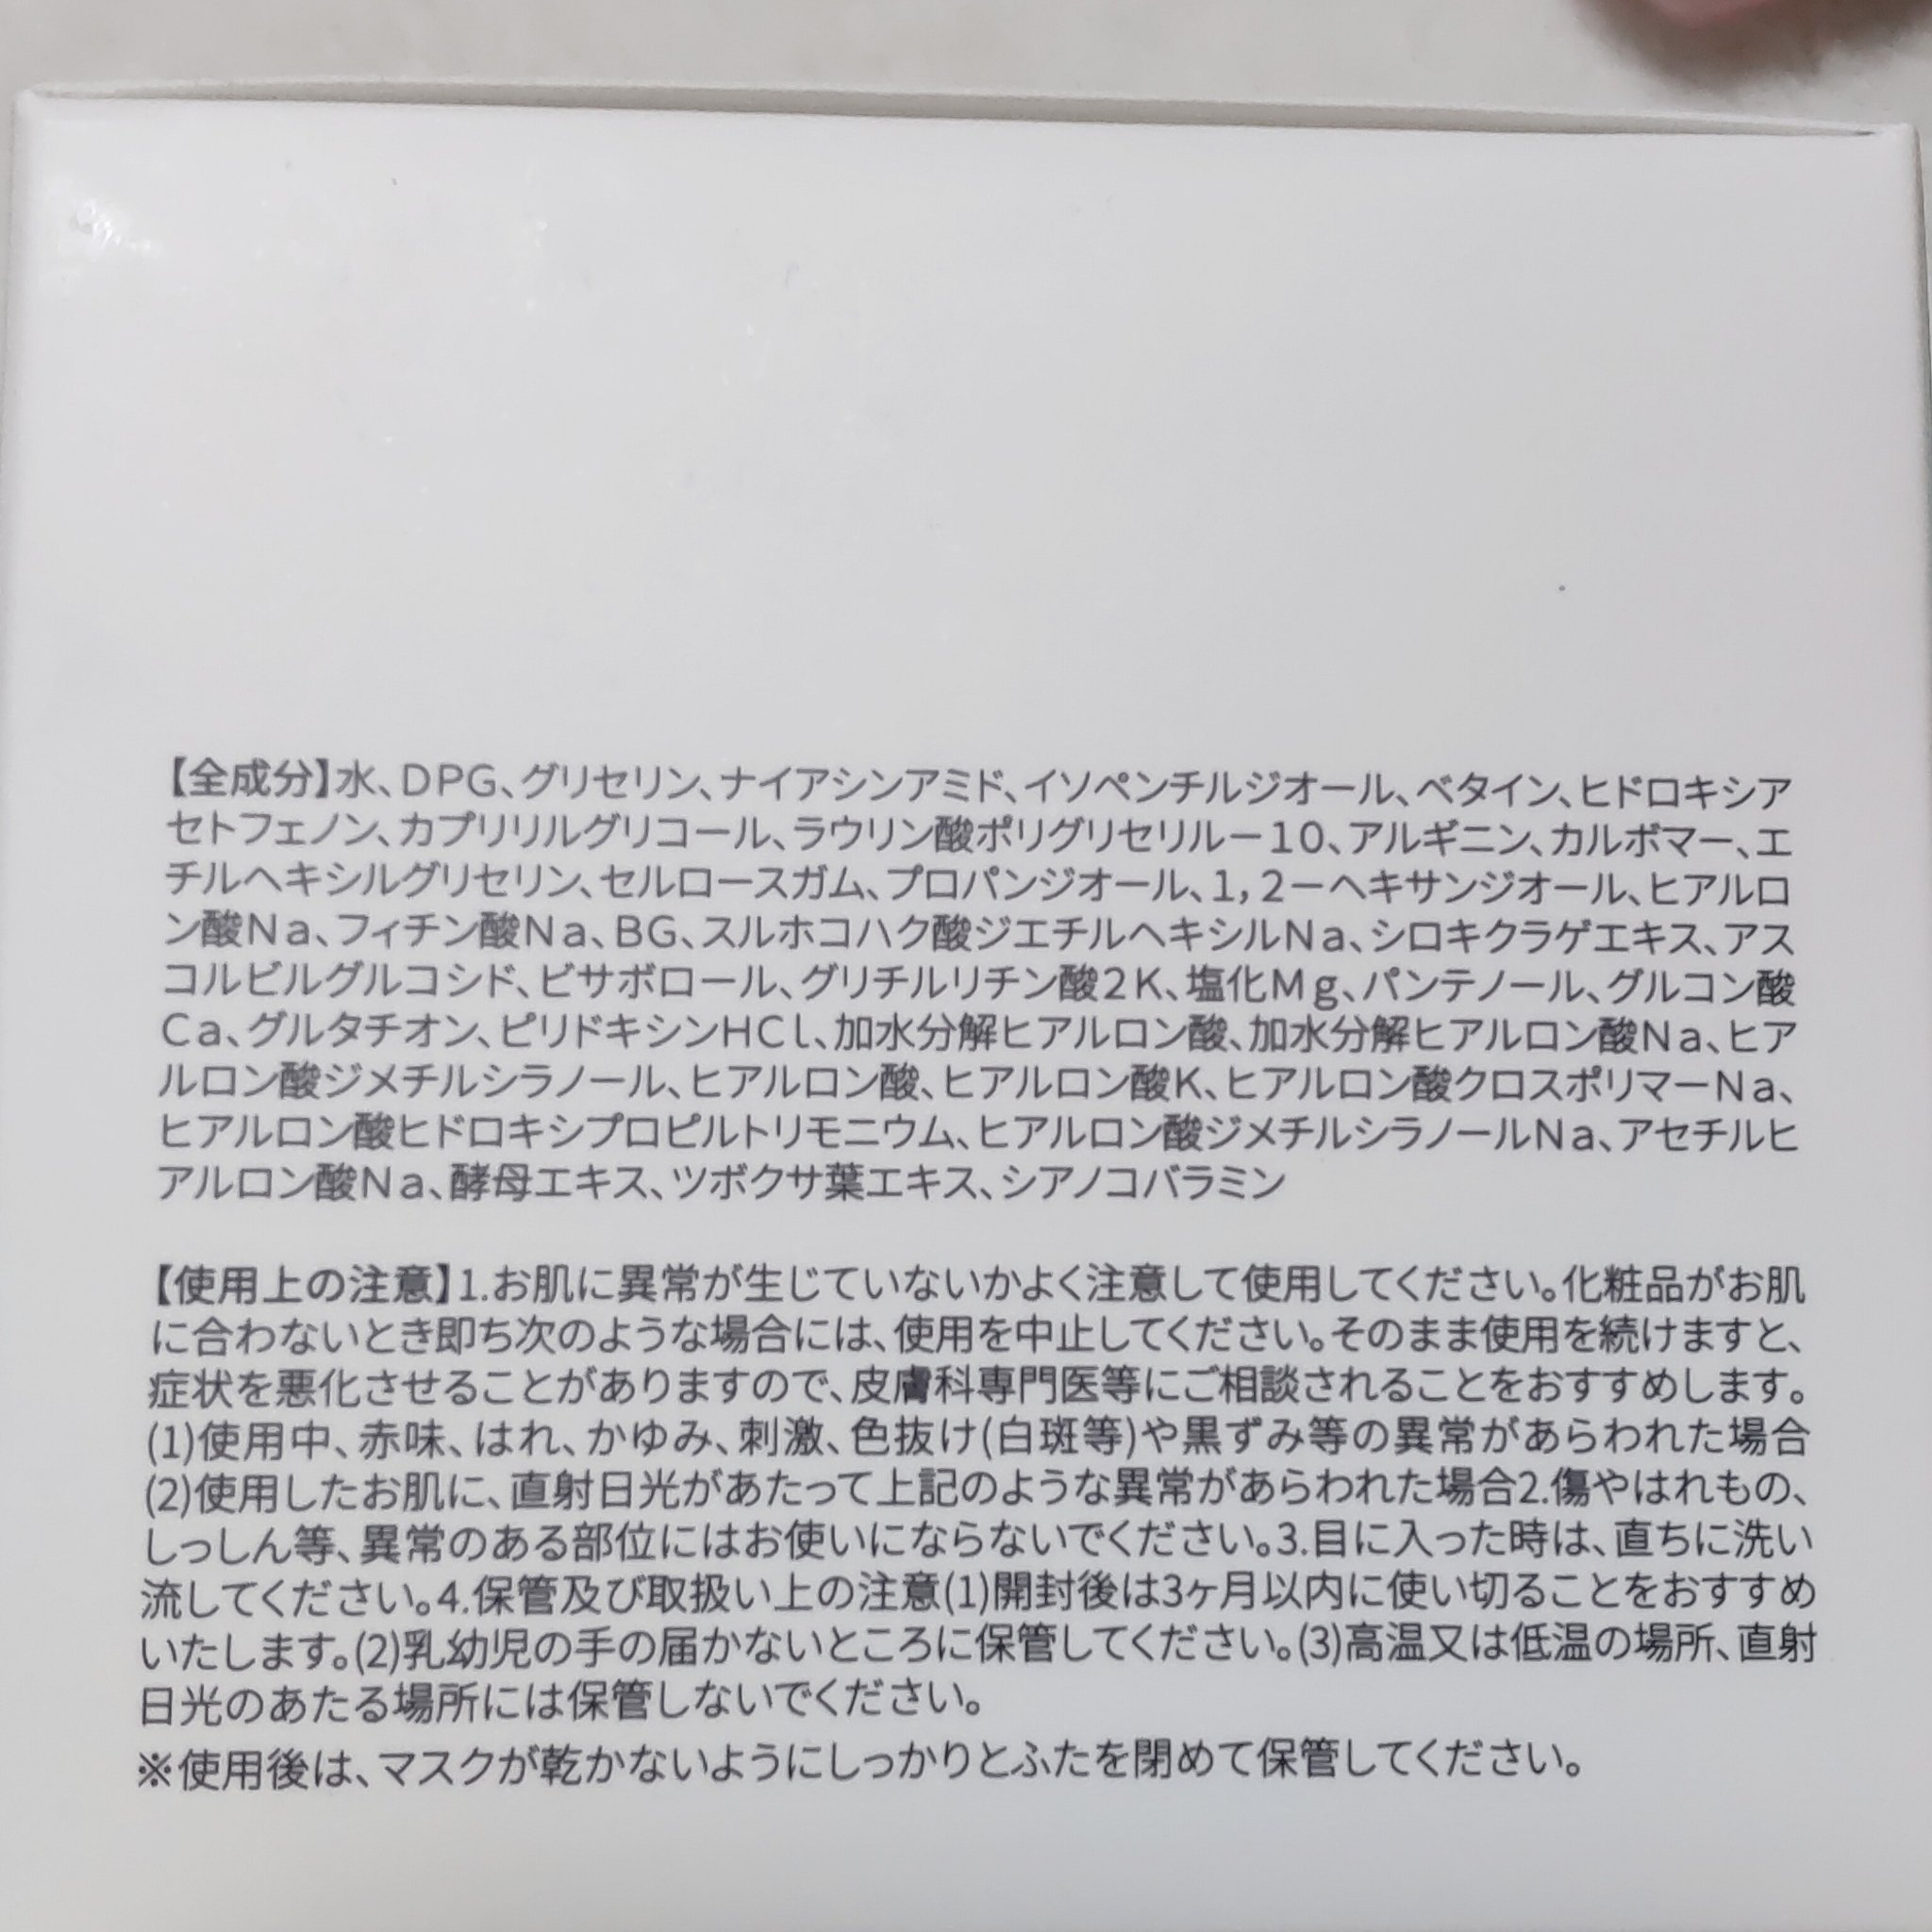 【全成分】水、DPG、グリセリン、ナイアシンアミド、イソペンチルジオール、ベタイン、ヒドロキシア
セトフェノン、カプリリルグリコール、ラウリン酸ポリグリセリル－10、アルギニン、カルボマー、エ
チルヘキシルグリセリン、セルロースガム、プロパンジオール、1，2－ヘキサンジオール、ヒアルロ
ン酸Na、フィチン酸Na、BG、スルホコハク酸ジエチルヘキシルNa、シロキクラゲエキス、アス
コルビルグルコシド、ビサボロール、グリチルリチン酸2K、塩化Mg、パンテノール、グルコン酸
Ca、グルタチオン、ピリドキシンHCl、加水分解ヒアルロン酸、加水分解ヒアルロン酸Na、ヒア
ルロン酸ジメチルシラノール、ヒアルロン酸、ヒアルロン酸K、ヒアルロン酸クロスポリマーNa、
ヒアルロン酸ヒドロキシプロピルトリモニウム、ヒアルロン酸ジメチルシラノールNa、アセチルヒ
アルロン酸Na、酵母エキス、ツボクサ葉エキス、シアノコバラミン
【使用上の注意】1.お肌に異常が生じていないかよく注意して使用してください。化粧品がお肌
に合わないとき即ち次のような場合には、使用を中止してください。そのまま使用を続けますと、
症状を悪化させることがありますので、皮膚科専門医等にご相談されることをおすすめします。
(1)使用中、赤味、はれ、かゆみ、刺激、色抜け(白斑等)や黒ずみ等の異常があらわれた場合
(2)使用したお肌に、直射日光があたって上記のような異常があらわれた場合2.傷やはれもの、
しっしん等、異常のある部位にはお使いにならないでください。3.目に入った時は、直ちに洗い
流してください。4.保管及び取扱い上の注意(1)開封後は3ヶ月以内に使い切ることをおすすめ
いたします。(2)乳幼児の手の届かないところに保管してください。(3)高温又は低温の場所、直射
日光のあたる場所には保管しないでください。
※使用後は、マスクが乾かないようにしっかりとふたを閉めて保管してください。